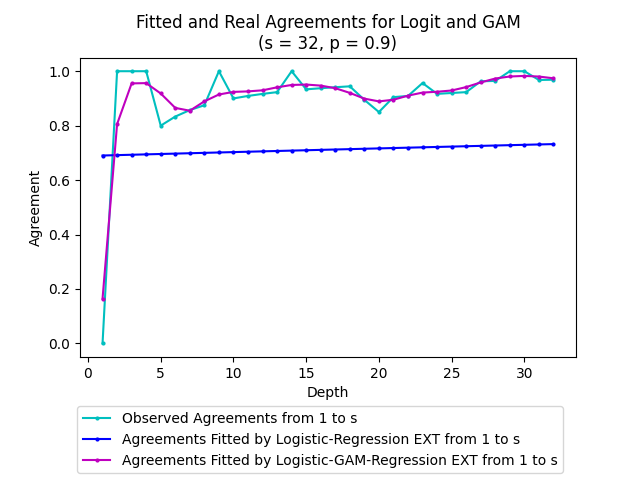 Fitted and Real Agreements for Logit and GAM
(s = 32, p = 0.9)
1.0
0.8
0.6
0.4
0.2
0.0
Agreement
0 5 10 15 20 25 30
Depth
Observed Agreements from 1 to s
Agreements Fitted by Logistic-Regression EXT from 1 to s
Agreements Fitted by Logistic-GAM-Regression EXT from 1 to s